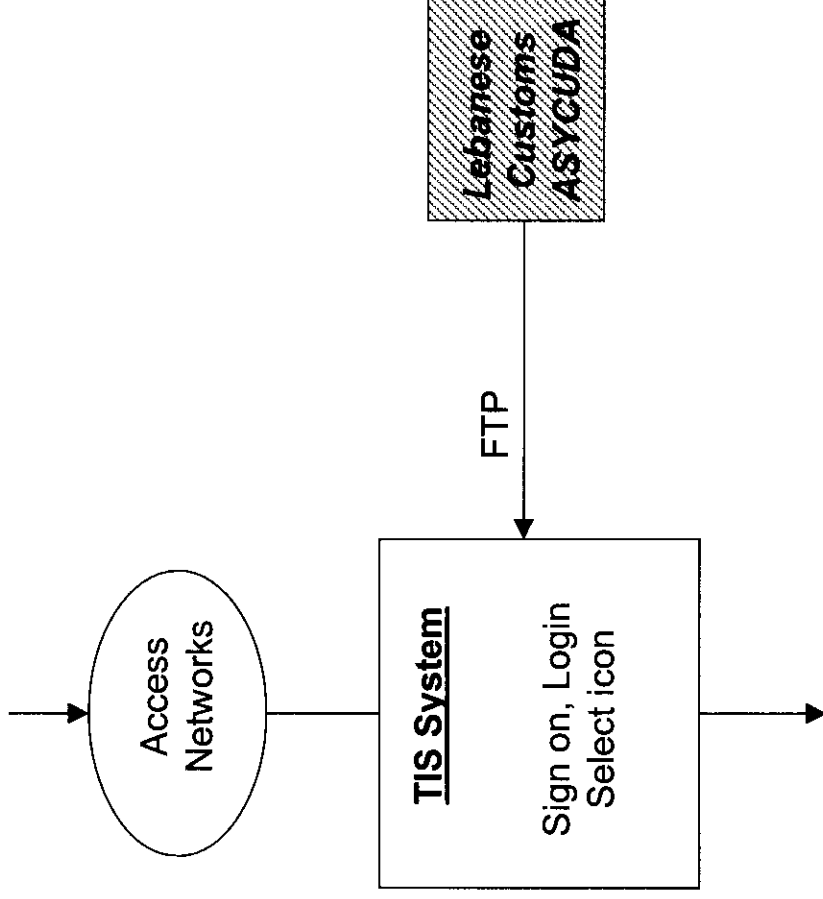 Access
Networks
TIS System
Sign on, Login
Select icon
FTP
Lebanese
Customs
ASYCUDA